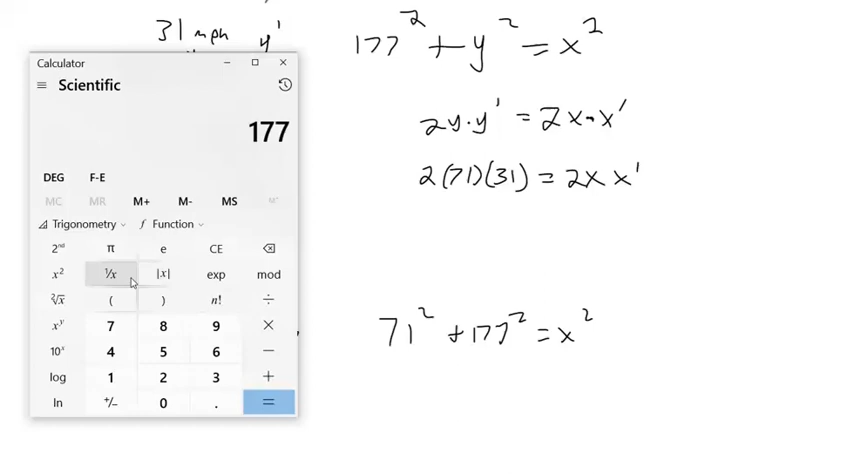 31 mph y'
177² + y² = x²
Calculator
Scientific
177
2y · y' = 2x · x'
2(71)(31) = 2x x'
DEG F-E
MC MR M+ M- MS
Trigonometry Function
2ⁿᵈ π e CE
x² ¹/x |x| exp mod
²√x ( ) n! ÷
xʸ 7 8 9 ×
71² + 177² = x²
10ˣ 4 5 6 −
log 1 2 3 +
ln +/− 0 . =